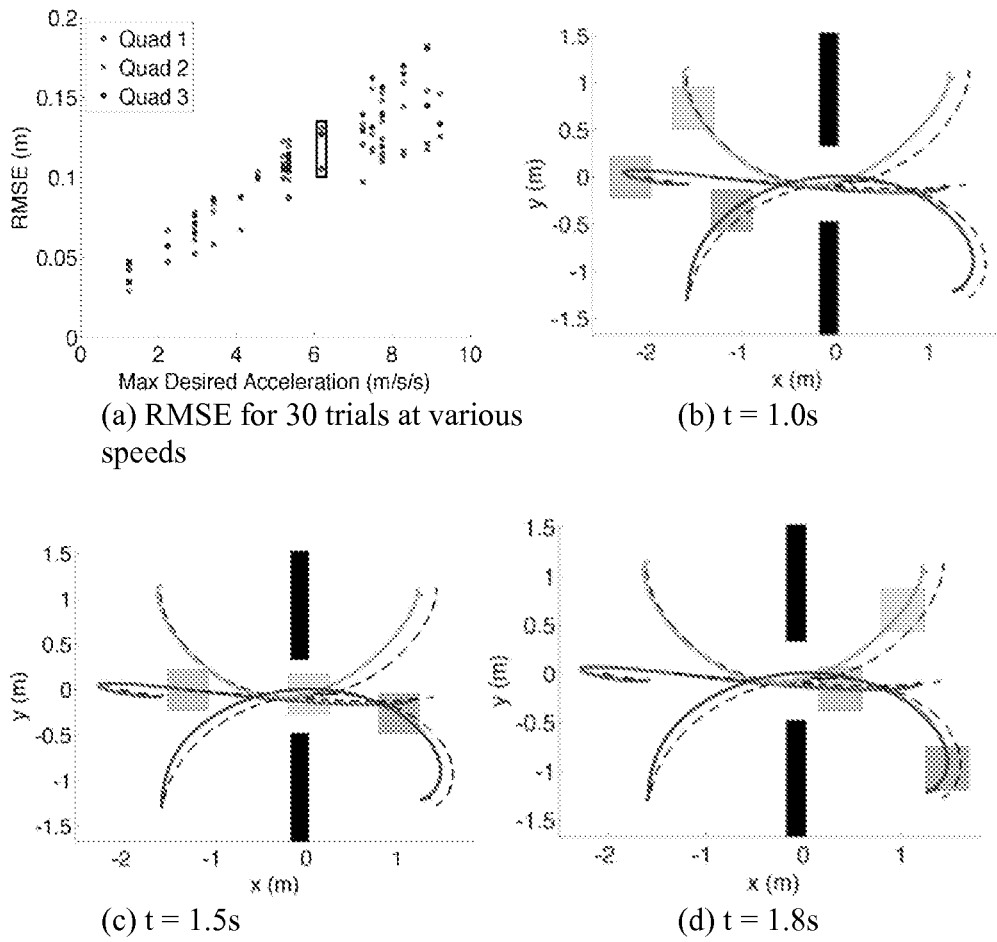 0.2
0.15
0.1
0.05
0
RMSE (m)
Quad 1
Quad 2
Quad 3
0 2 4 6 8 10
Max Desired Acceleration (m/s/s)
(a) RMSE for 30 trials at various
speeds
1.5
1
0.5
0
-0.5
-1
-1.5
y (m)
-2 -1 0 1
x (m)
(b) t = 1.0s
1.5
1
0.5
0
-0.5
-1
-1.5
y (m)
-2 -1 0 1
x (m)
(c) t = 1.5s
1.5
1
0.5
0
-0.5
-1
-1.5
y (m)
-2 -1 0 1
x (m)
(d) t = 1.8s